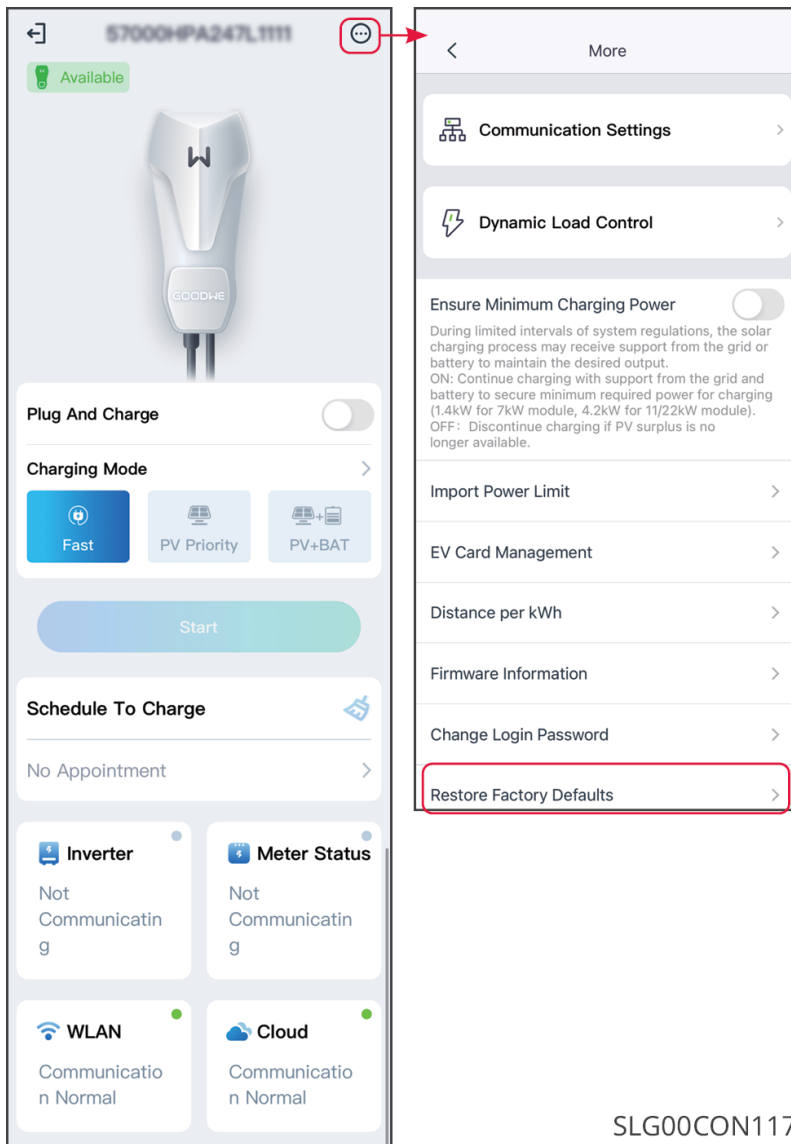 57000HPA247L1111
Available
GOODWE
Plug And Charge
Charging Mode
Fast
PV Priority
PV+BAT
Start
Schedule To Charge
No Appointment
Inverter
Not
Communicatin
g
Meter Status
Not
Communicatin
g
WLAN
Communicatio
n Normal
Cloud
Communicatio
n Normal
More
Communication Settings
Dynamic Load Control
Ensure Minimum Charging Power
During limited intervals of system regulations, the solar
charging process may receive support from the grid or
battery to maintain the desired output.
ON: Continue charging with support from the grid and
battery to secure minimum required power for charging
(1.4kW for 7kW module, 4.2kW for 11/22kW module).
OFF: Discontinue charging if PV surplus is no
longer available.
Import Power Limit
EV Card Management
Distance per kWh
Firmware Information
Change Login Password
Restore Factory Defaults
SLG00CON117